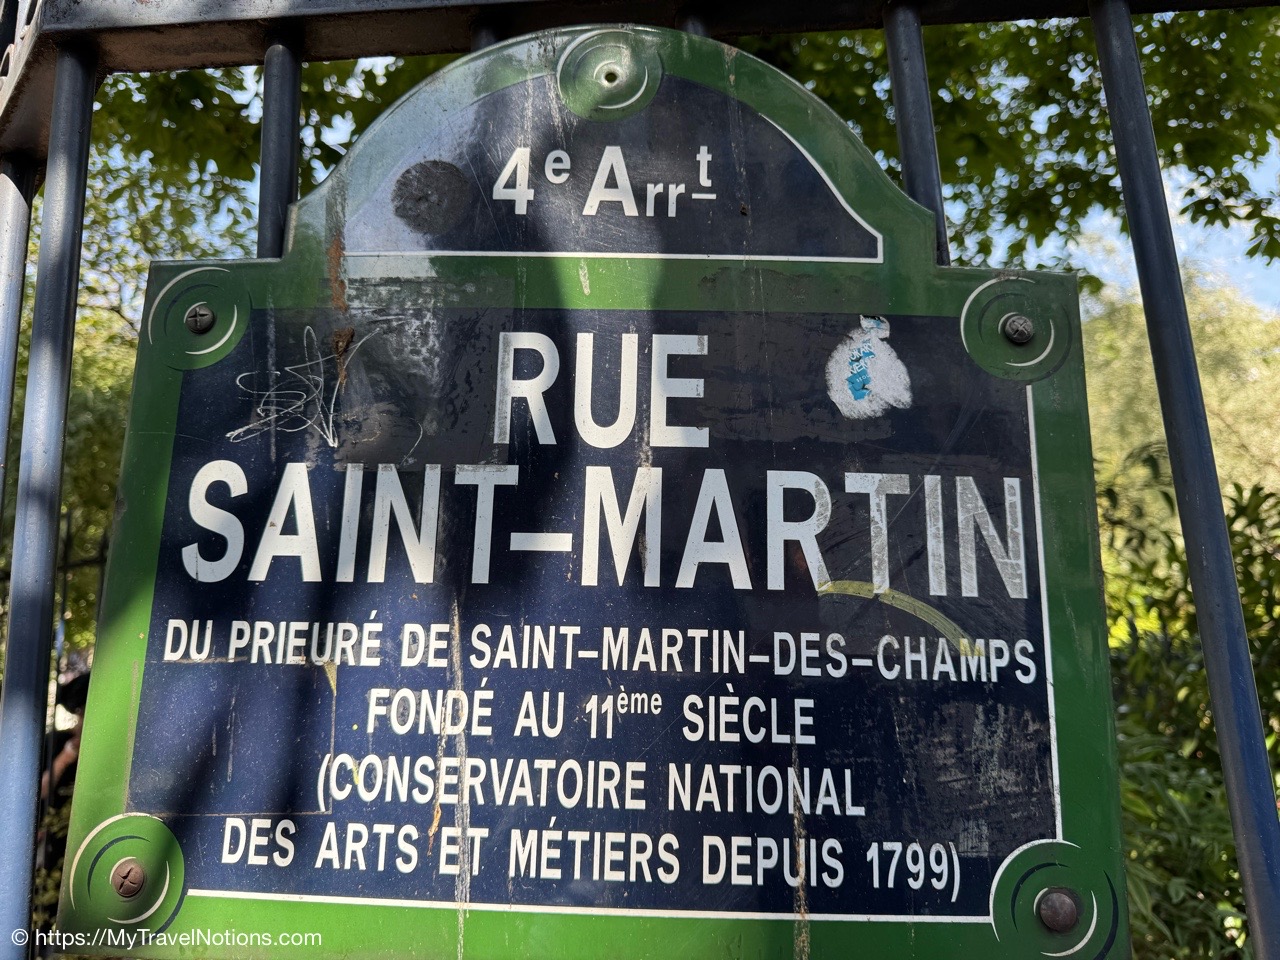 4e Arrt
RUE
SAINT-MARTIN
DU PRIEURÉ DE SAINT-MARTIN-DES-CHAMPS
FONDÉ AU 11ème SIÈCLE
(CONSERVATOIRE NATIONAL
DES ARTS ET MÉTIERS DEPUIS 1799)
© https://MyTravelNotions.com